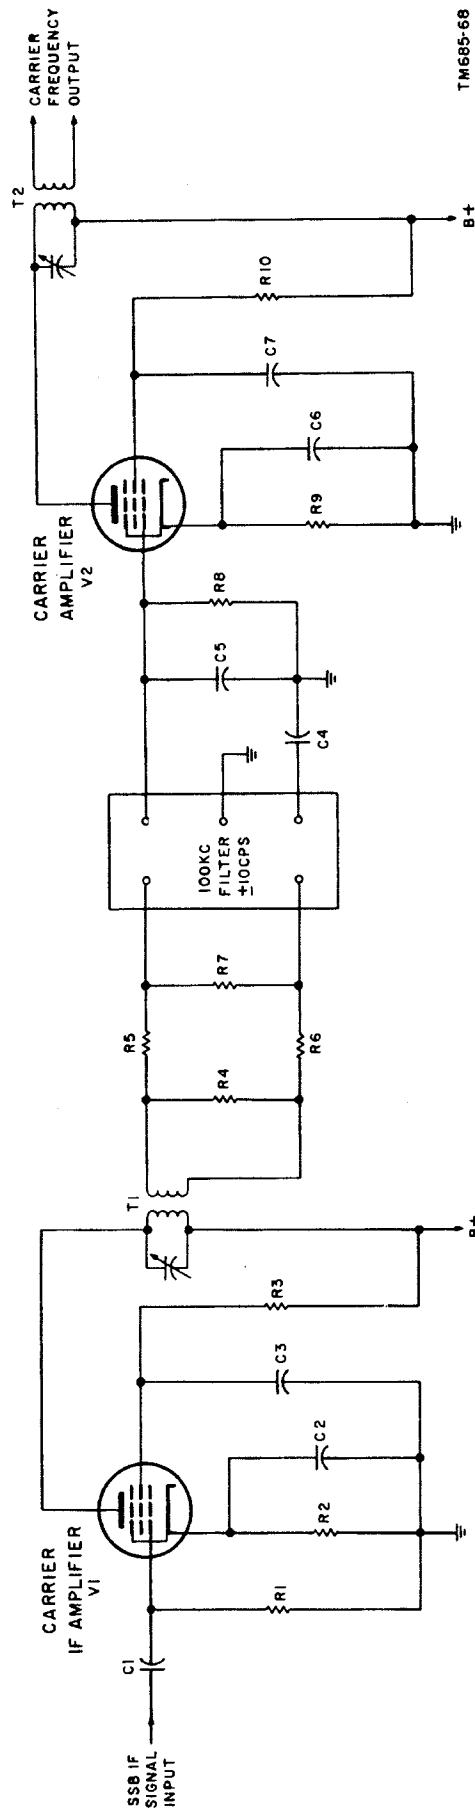 SSB IF
SIGNAL
INPUT
C1
CARRIER
IF AMPLIFIER
V1
R1
R2
C2
C3
R3
B+
T1
R4
R5
R6
R7
100KC
FILTER
±10CPS
C4
C5
R8
CARRIER
AMPLIFIER
V2
R9
C6
C7
R10
B+
T2
CARRIER
FREQUENCY
OUTPUT
TM685-68